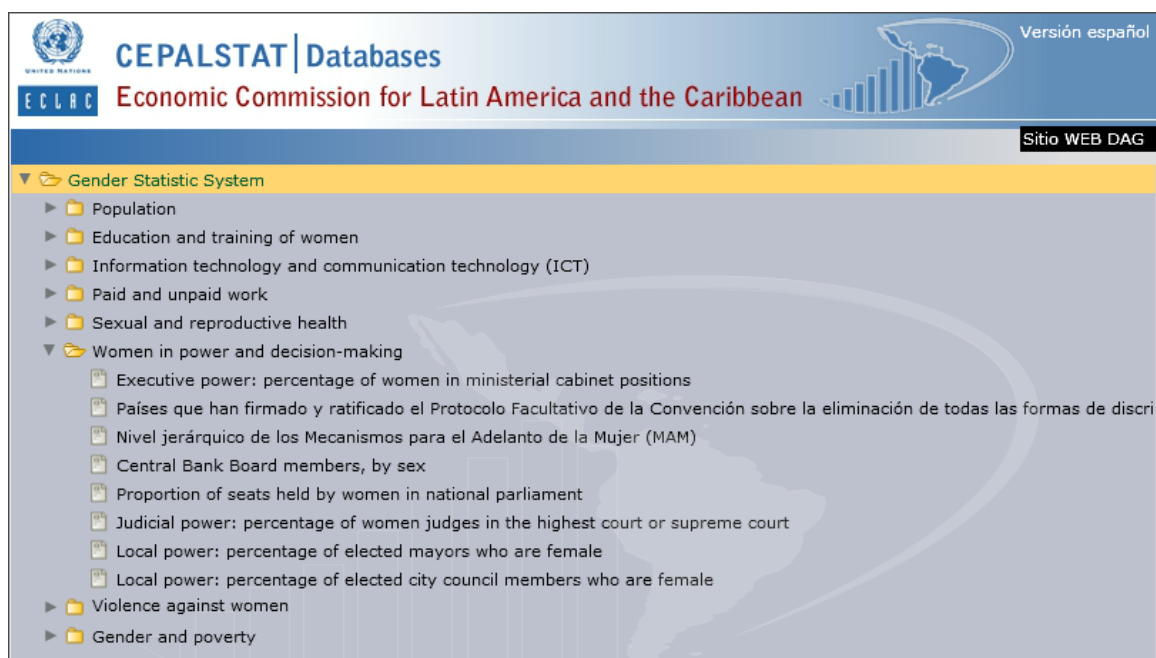 Versión español
UNITED NATIONS
CEPALSTAT | Databases
ECLAC
Economic Commission for Latin America and the Caribbean
Sitio WEB DAG
Gender Statistic System
Population
Education and training of women
Information technology and communication technology (ICT)
Paid and unpaid work
Sexual and reproductive health
Women in power and decision-making
Executive power: percentage of women in ministerial cabinet positions
Países que han firmado y ratificado el Protocolo Facultativo de la Convención sobre la eliminación de todas las formas de discri
Nivel jerárquico de los Mecanismos para el Adelanto de la Mujer (MAM)
Central Bank Board members, by sex
Proportion of seats held by women in national parliament
Judicial power: percentage of women judges in the highest court or supreme court
Local power: percentage of elected mayors who are female
Local power: percentage of elected city council members who are female
Violence against women
Gender and poverty